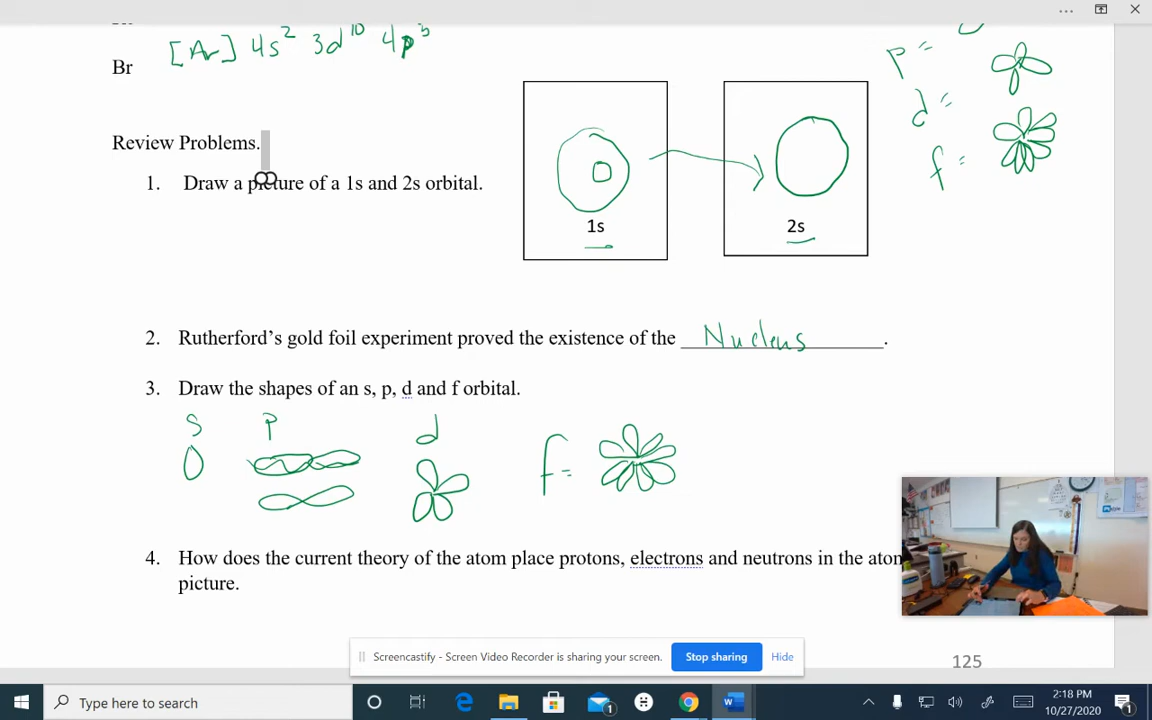 [Ar] 4s² 3d¹⁰ 4p⁵
Br
p =
d =
f =
Review Problems.
1. Draw a picture of a 1s and 2s orbital.
1s
2s
2. Rutherford's gold foil experiment proved the existence of the Nucleus.
3. Draw the shapes of an s, p, d and f orbital.
s p d f =
4. How does the current theory of the atom place protons, electrons and neutrons in the atom
picture.
Screencastify - Screen Video Recorder is sharing your screen. Stop sharing Hide
125
Type here to search
1
2:18 PM
10/27/2020
1